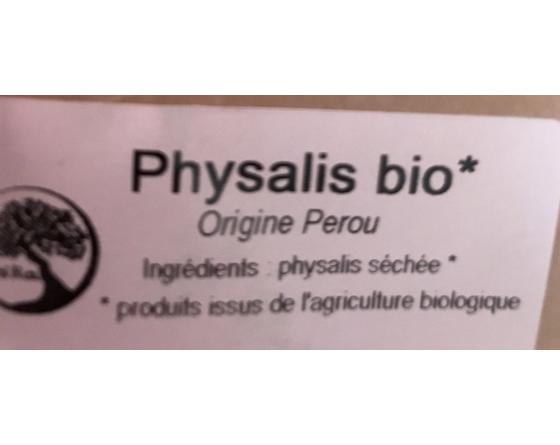 Physalis bio*
Origine Perou
Ingrédients : physalis séchée *
* produits issus de l'agriculture biologique